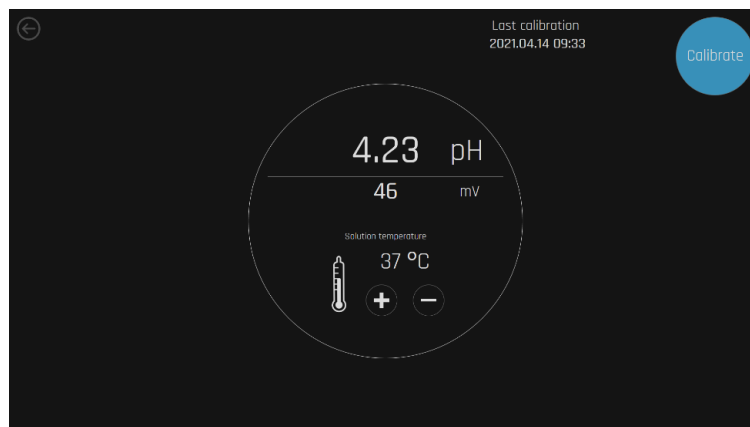 Last calibration
2021.04.14 09:33
Calibrate
4.23 pH
46 mV
Solution temperature
37 °C